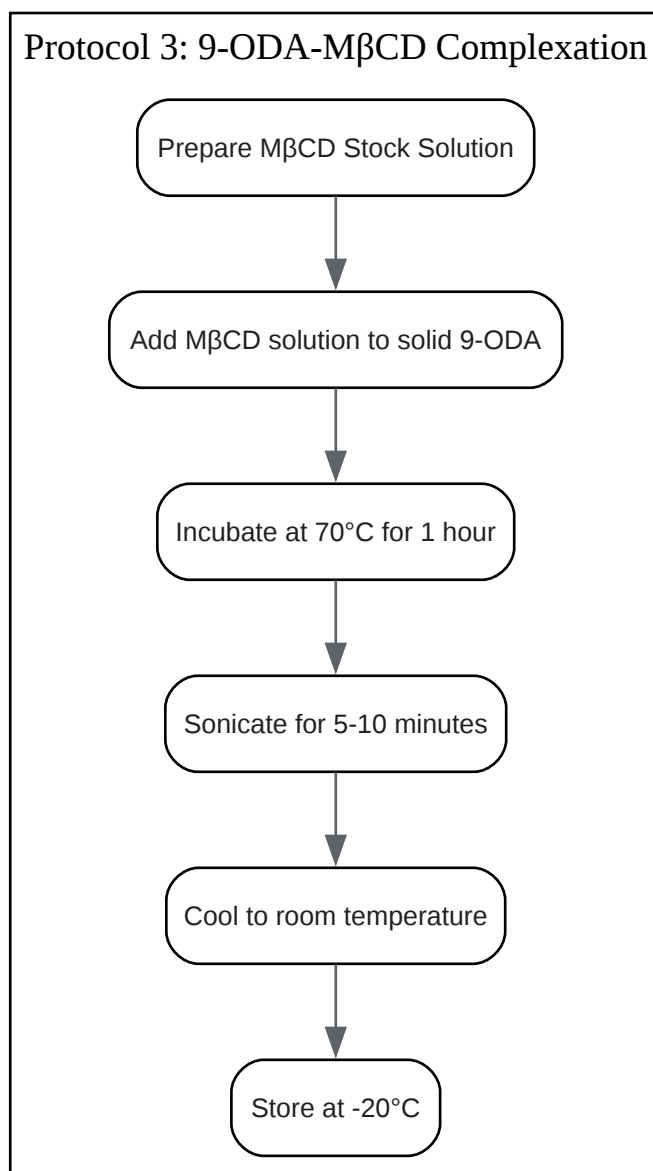 Protocol 3: 9-ODA-MβCD Complexation
Prepare MβCD Stock Solution
Add MβCD solution to solid 9-ODA
Incubate at 70°C for 1 hour
Sonicate for 5-10 minutes
Cool to room temperature
Store at -20°C